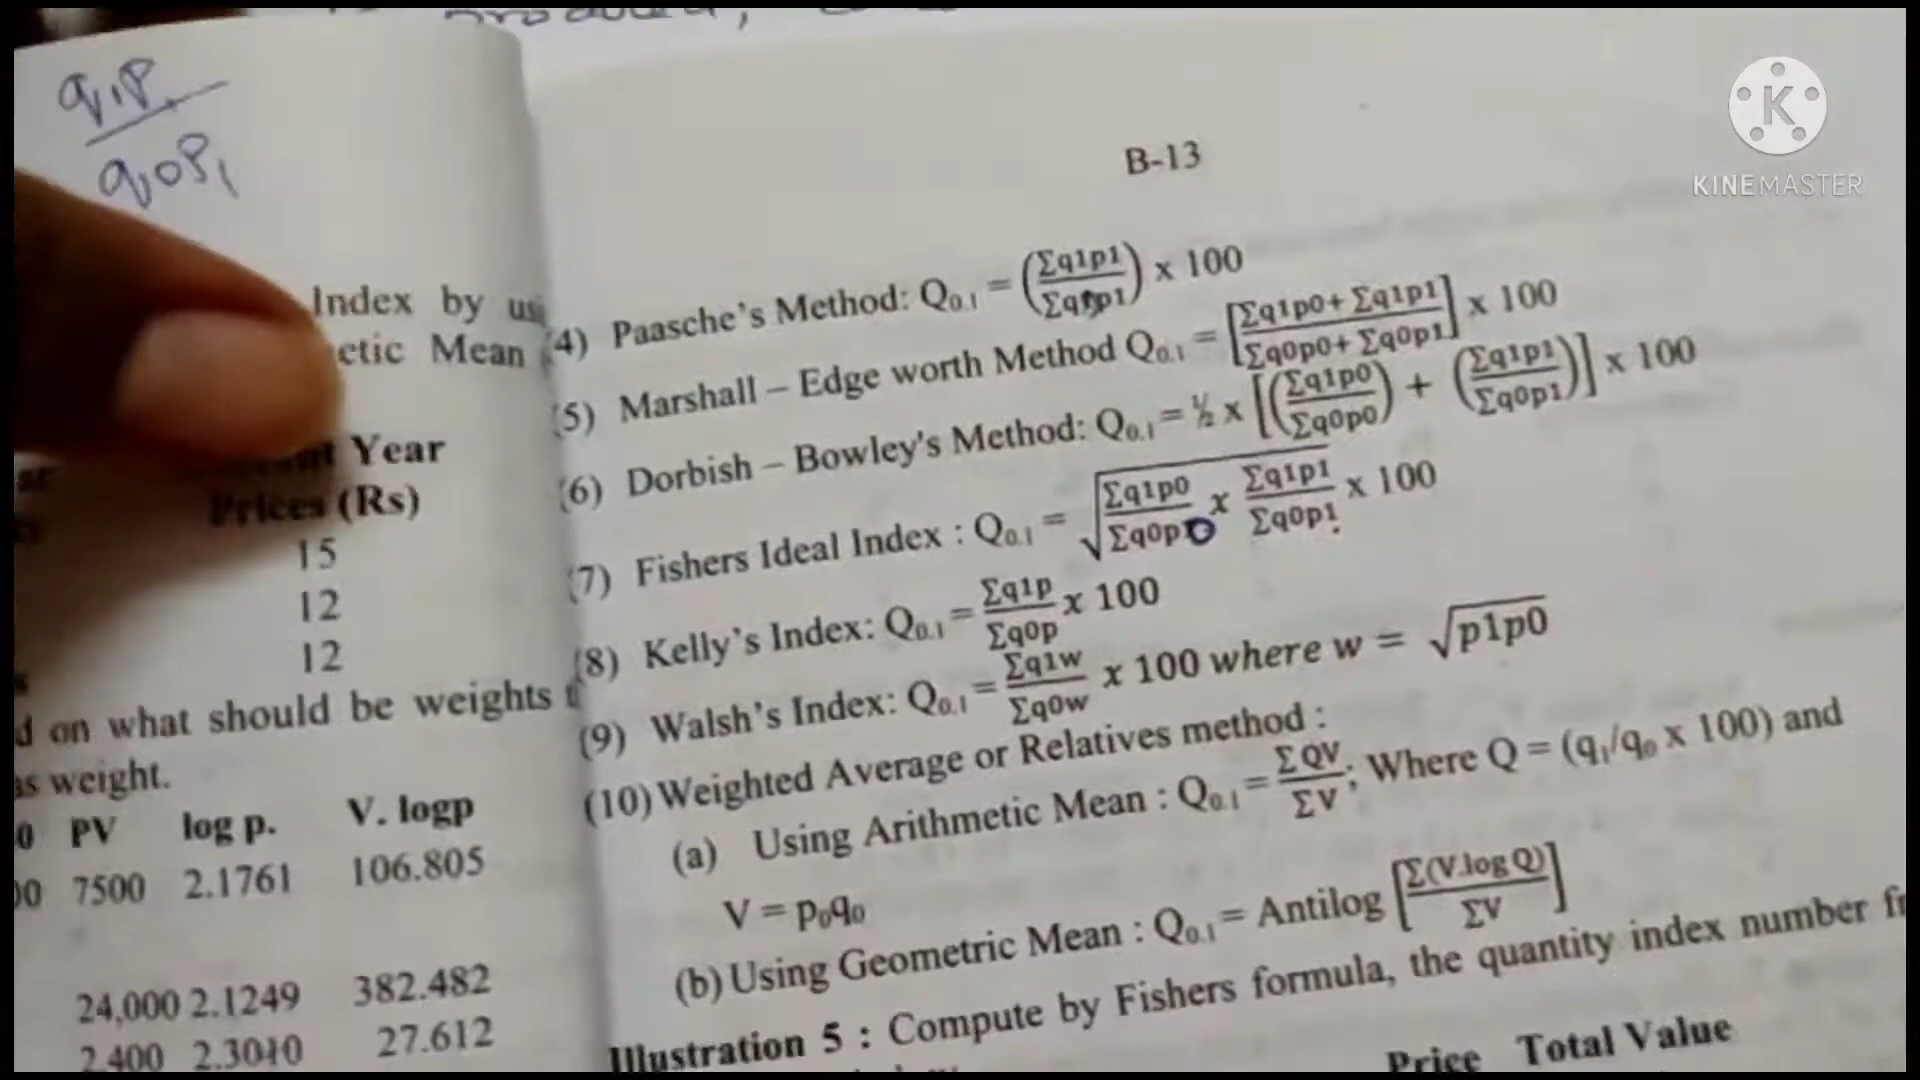 q1P1
q0P1
B-13
KINEMASTER
Index by
etic Mean
Year
Prices (Rs)
15
12
12
d on what should be weights
as weight.
0 PV log p. V. logp
00 7500 2.1761 106.805
24,000 2.1249 382.482
2,400 2.3010 27.612
(4) Paasche's Method: Q0.1 = (Σq1p1/Σq0p1) x 100
(5) Marshall – Edge worth Method Q0.1 = [Σq1p0+ Σq1p1/Σq0p0+ Σq0p1] x 100
(6) Dorbish – Bowley's Method: Q0.1 = ½ x [(Σq1p0/Σq0p0) + (Σq1p1/Σq0p1)] x 100
(7) Fishers Ideal Index : Q0.1 = √Σq1p0/Σq0p0 x Σq1p1/Σq0p1 x 100
(8) Kelly's Index: Q0.1 = Σq1p/Σq0p x 100
(9) Walsh's Index: Q0.1 = Σq1w/Σq0w x 100 where w = √p1p0
(10) Weighted Average or Relatives method :
(a) Using Arithmetic Mean : Q0.1 = ΣQV/ΣV; Where Q = (q₁/q₀ x 100) and
V = p₀q₀
(b) Using Geometric Mean : Q0.1 = Antilog [Σ(V.log Q)/ΣV]
Illustration 5 : Compute by Fishers formula, the quantity index number
Price Total Value